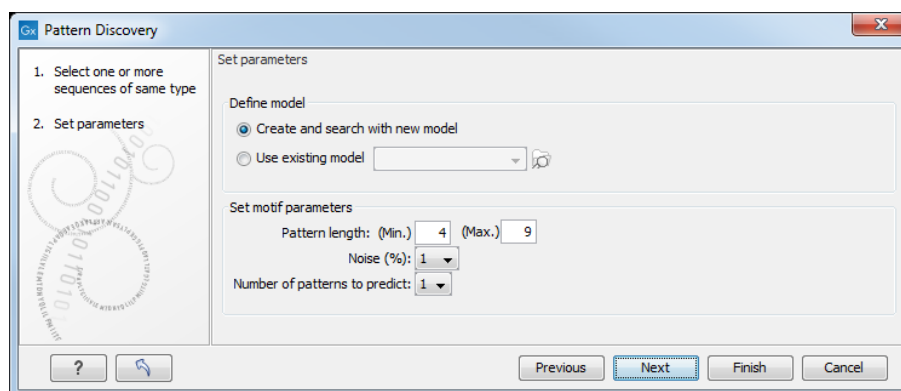 Gx Pattern Discovery
X
1. Select one or more
sequences of same type
2. Set parameters
Set parameters
Define model
Create and search with new model
Use existing model
Set motif parameters
Pattern length: (Min.) 4 (Max.) 9
Noise (%): 1
Number of patterns to predict: 1
? Previous Next Finish Cancel